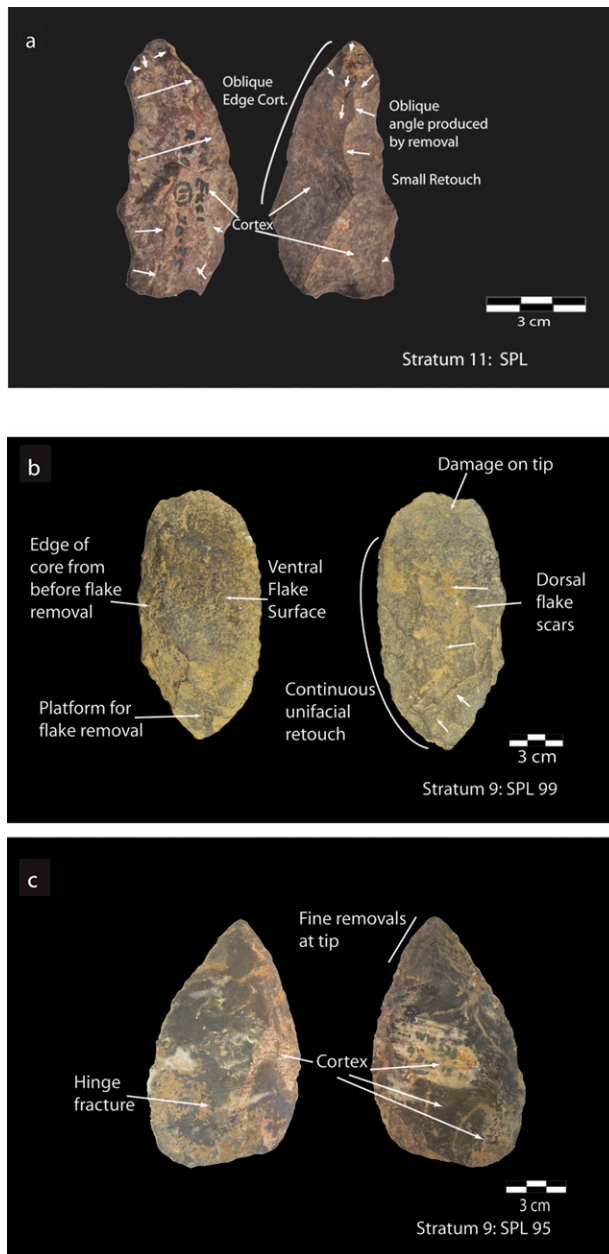 a
Oblique
Edge Cort.
Oblique
angle produced
by removal
Small Retouch
Cortex
3 cm
Stratum 11: SPL
b
Damage on tip
Edge of
core from
before flake
removal
Ventral
Flake
Surface
Dorsal
flake
scars
Platform for
flake removal
Continuous
unifacial
retouch
3 cm
Stratum 9: SPL 99
c
Fine removals
at tip
Cortex
Hinge
fracture
3 cm
Stratum 9: SPL 95